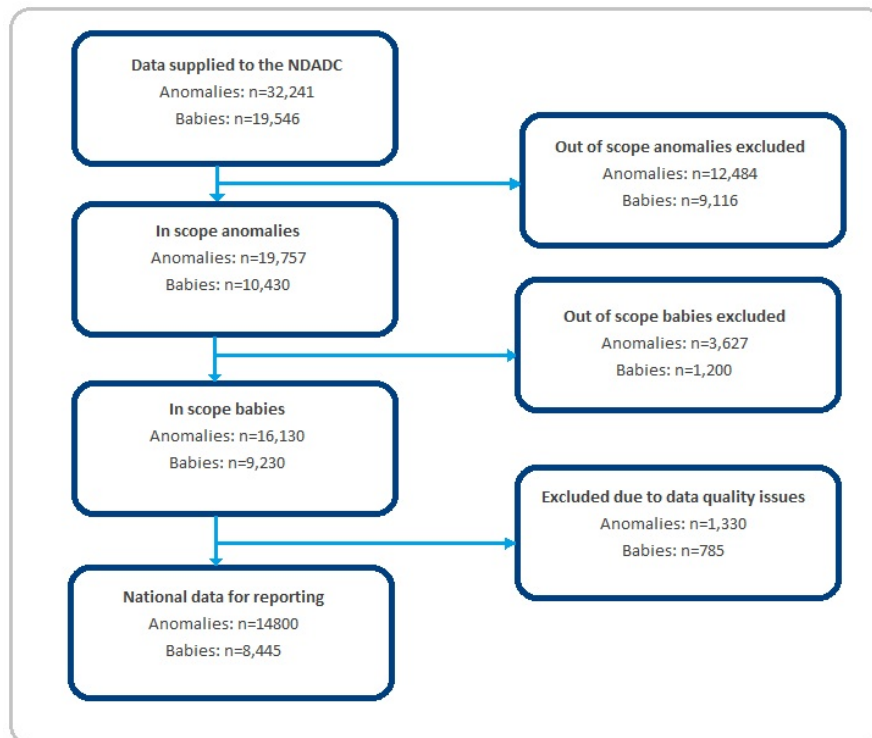 Data supplied to the NDADC
Anomalies: n=32,241
Babies: n=19,546
Out of scope anomalies excluded
Anomalies: n=12,484
Babies: n=9,116
In scope anomalies
Anomalies: n=19,757
Babies: n=10,430
Out of scope babies excluded
Anomalies: n=3,627
Babies: n=1,200
In scope babies
Anomalies: n=16,130
Babies: n=9,230
Excluded due to data quality issues
Anomalies: n=1,330
Babies: n=785
National data for reporting
Anomalies: n=14800
Babies: n=8,445